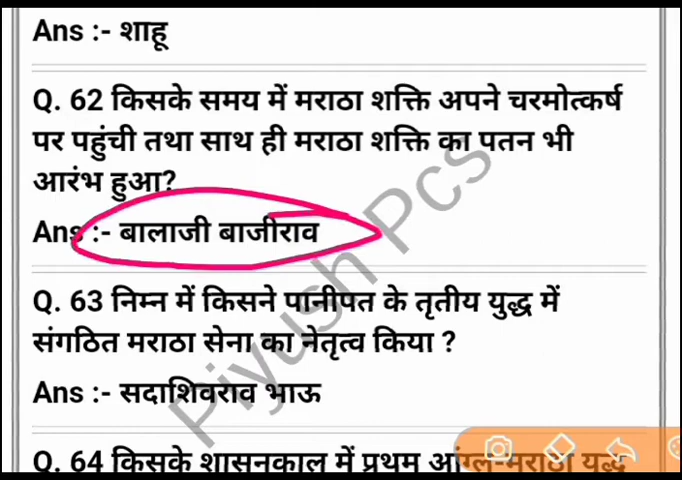 Ans :- शाहू
Q. 62 किसके समय में मराठा शक्ति अपने चरमोत्कर्ष
पर पहुंची तथा साथ ही मराठा शक्ति का पतन भी
आरंभ हुआ?
Ans :- बालाजी बाजीराव
Q. 63 निम्न में किसने पानीपत के तृतीय युद्ध में
संगठित मराठा सेना का नेतृत्व किया ?
Ans :- सदाशिवराव भाऊ
Q. 64 किसके शासनकाल में प्रथम आंग्ल-मराठा युद्ध
Piyush Pcs